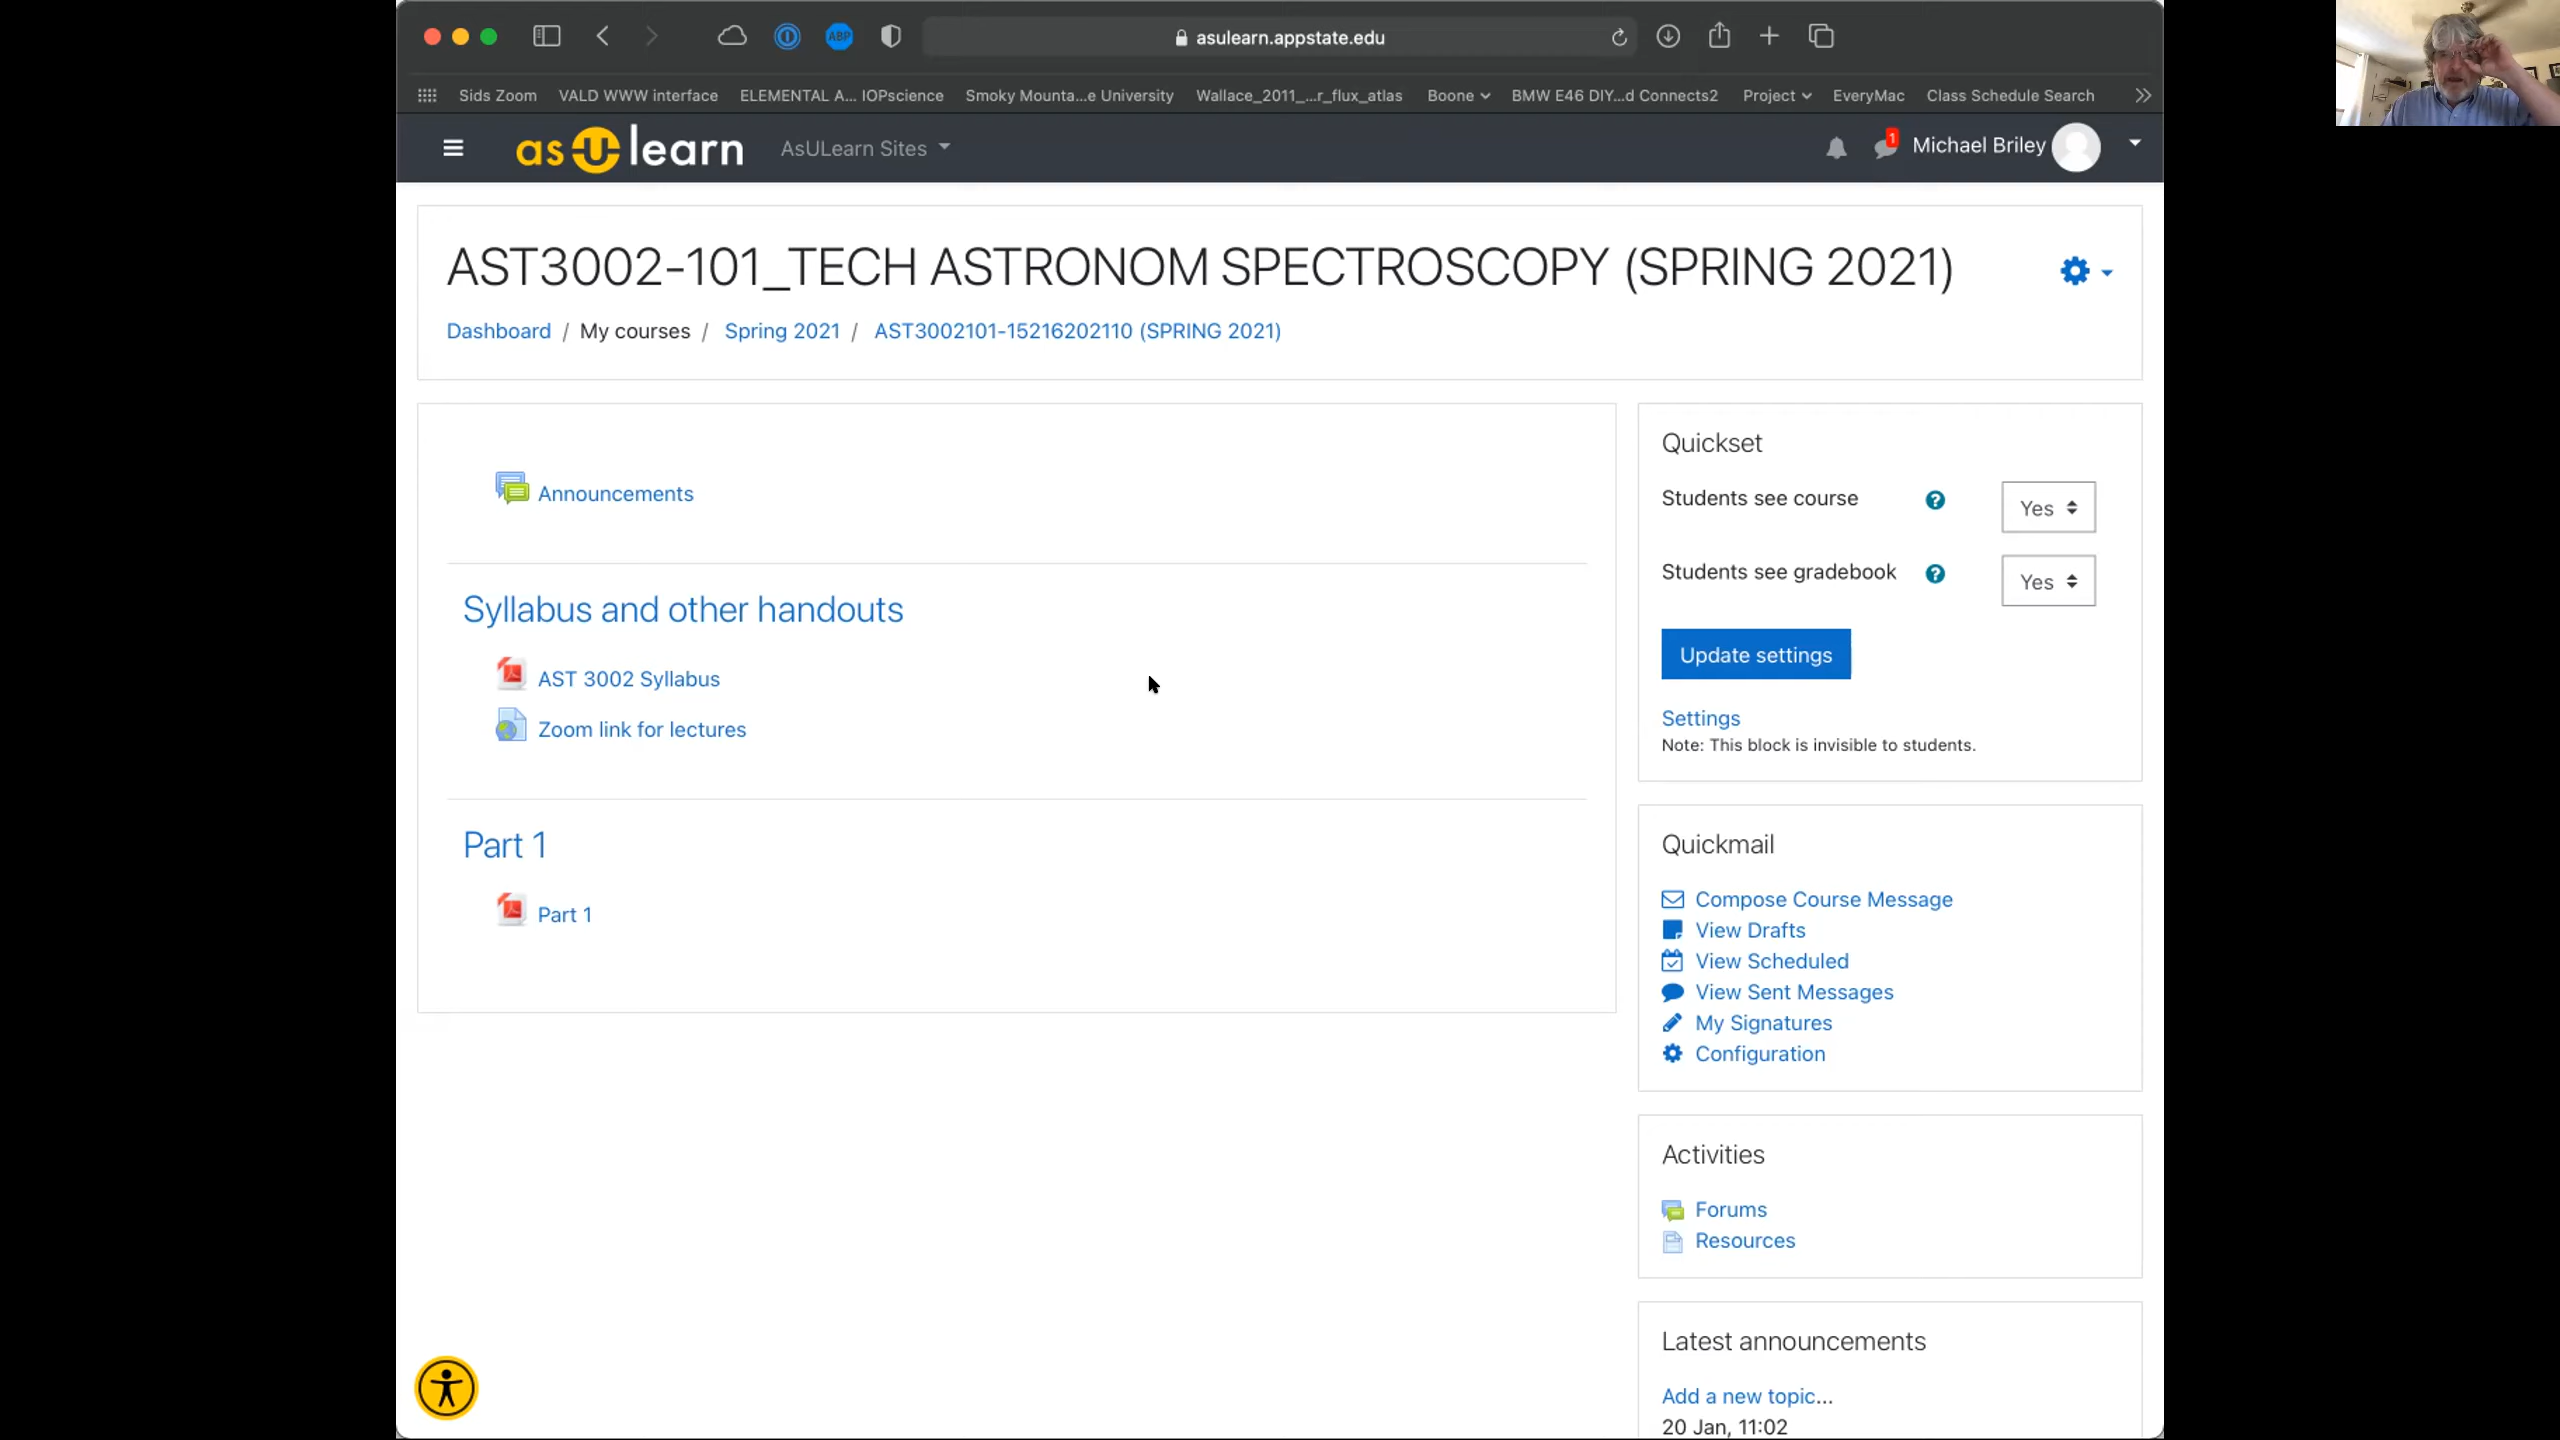 asulearn.appstate.edu
Sids Zoom VALD WWW interface ELEMENTAL A... IOPscience Smoky Mounta...e University Wallace_2011_...r_flux_atlas Boone BMW E46 DIY...d Connects2 Project EveryMac Class Schedule Search
asUlearn AsULearn Sites 1 Michael Briley
AST3002-101_TECH ASTRONOM SPECTROSCOPY (SPRING 2021)
Dashboard / My courses / Spring 2021 / AST3002101-15216202110 (SPRING 2021)
Announcements
Syllabus and other handouts
AST 3002 Syllabus
Zoom link for lectures
Part 1
Part 1
Quickset
Students see course ? Yes
Students see gradebook ? Yes
Update settings
Settings
Note: This block is invisible to students.
Quickmail
Compose Course Message
View Drafts
View Scheduled
View Sent Messages
My Signatures
Configuration
Activities
Forums
Resources
Latest announcements
Add a new topic...
20 Jan, 11:02
ABP